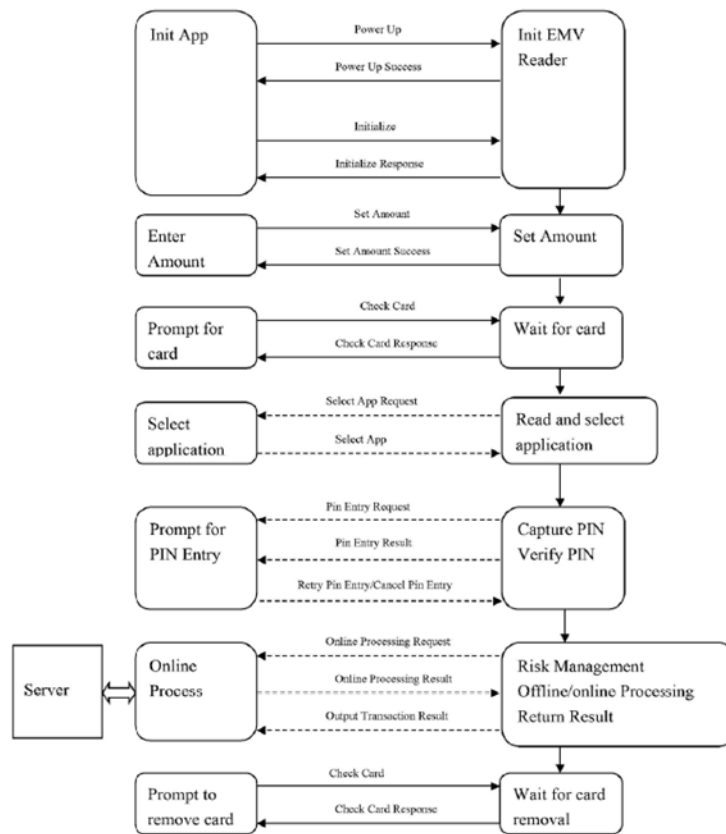 Init App
Power Up
Init EMV
Reader
Power Up Success
Initialize
Initialize Response
Enter
Amount
Set Amount
Set Amount
Set Amount Success
Prompt for
card
Check Card
Wait for card
Check Card Response
Select
application
Select App Request
Read and select
application
Select App
Prompt for
PIN Entry
Pin Entry Request
Capture PIN
Verify PIN
Pin Entry Result
Retry Pin Entry/Cancel Pin Entry
Server
Online
Process
Online Processing Request
Risk Management
Offline/online Processing
Return Result
Online Processing Result
Output Transaction Result
Prompt to
remove card
Check Card
Wait for card
removal
Check Card Response